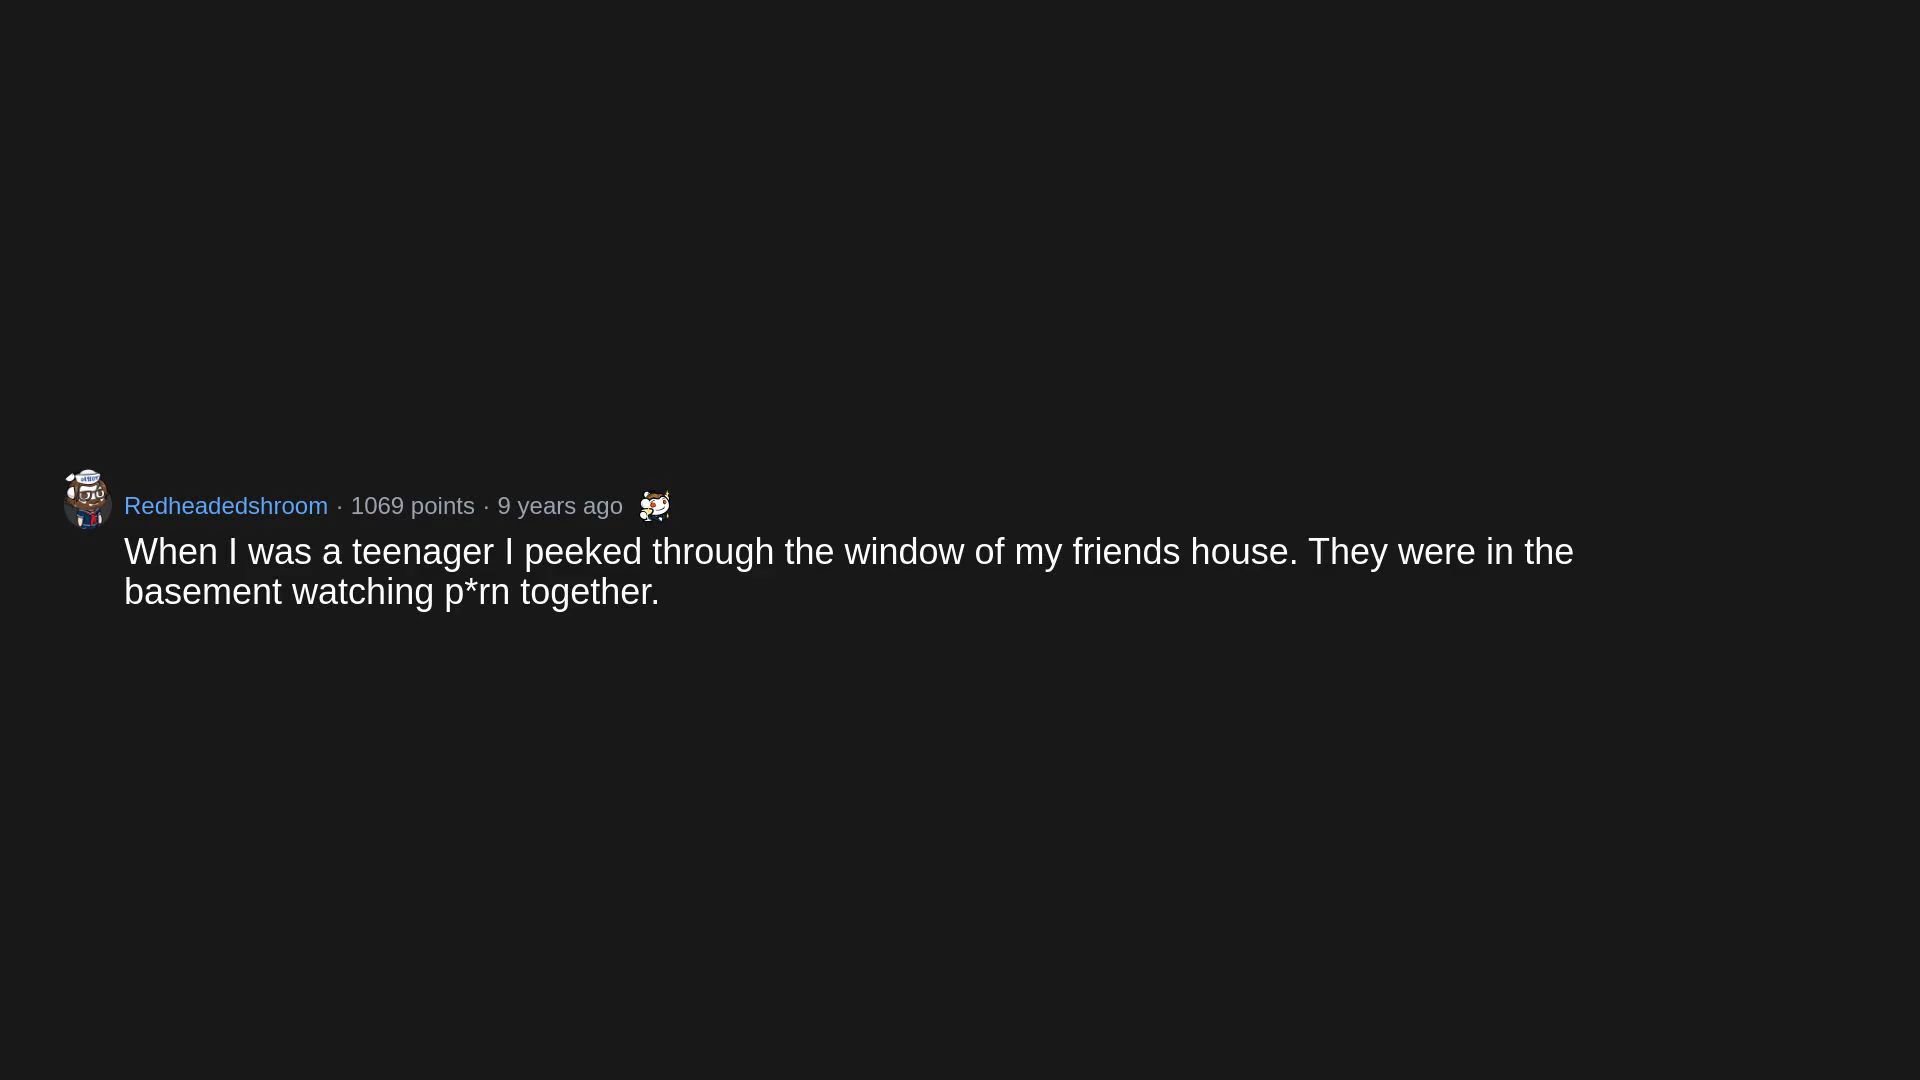 Redheadedshroom · 1069 points · 9 years ago
When I was a teenager I peeked through the window of my friends house. They were in the
basement watching p*rn together.